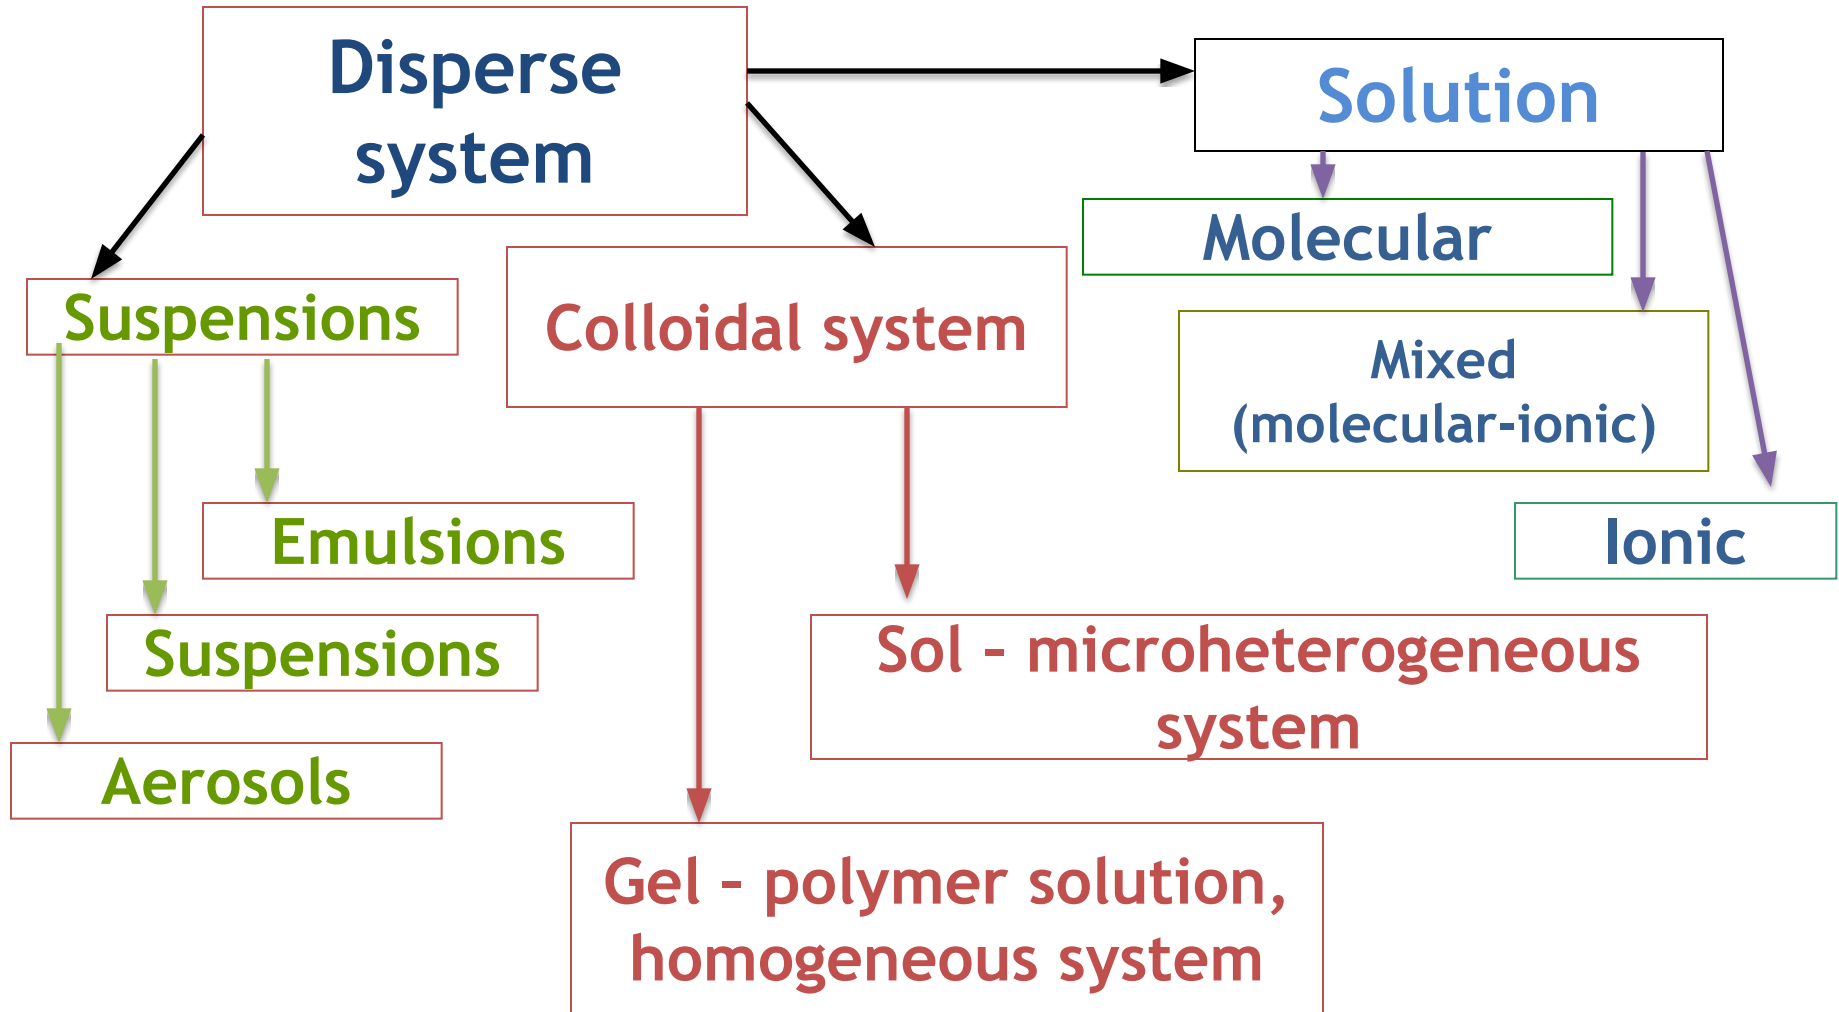 Disperse
system
Solution
Molecular
Suspensions
Colloidal system
Mixed
(molecular-ionic)
Emulsions
Ionic
Suspensions
Sol – microheterogeneous
system
Aerosols
Gel – polymer solution,
homogeneous system